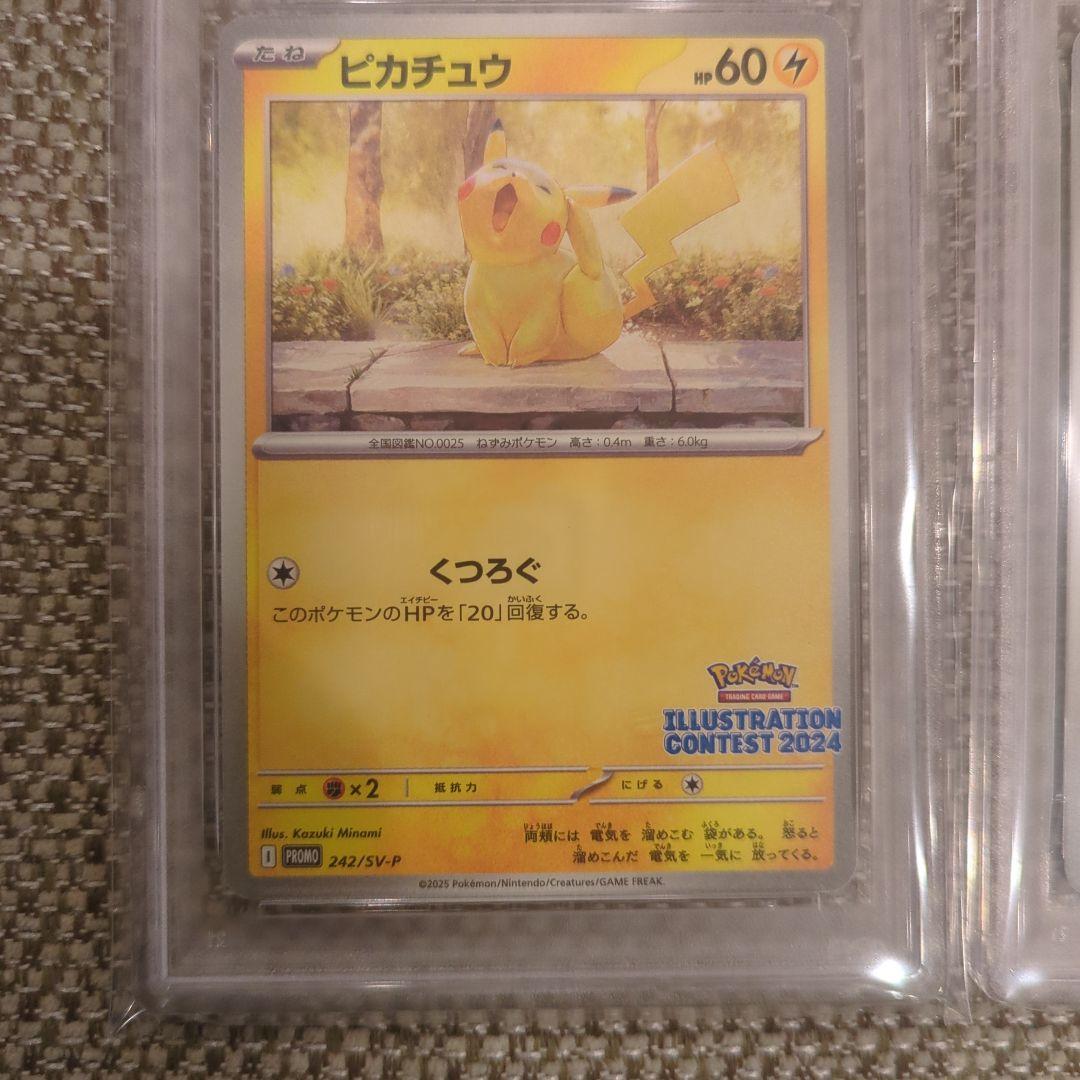 たね ピカチュウ HP60
全国図鑑NO.0025 ねずみポケモン 高さ:0.4m 重さ:6.0kg
くつろぐ
このポケモンのHPを「20」回復する。
POKéMON
TRADING CARD GAME
ILLUSTRATION
CONTEST 2024
弱点 ×2 抵抗力 にげる
Illus. Kazuki Minami
両頬には 電気を 溜めこむ 袋がある。 怒ると
溜めこんだ 電気を 一気に 放ってくる。
I PROMO 242/SV-P
©2025 Pokémon/Nintendo/Creatures/GAME FREAK.